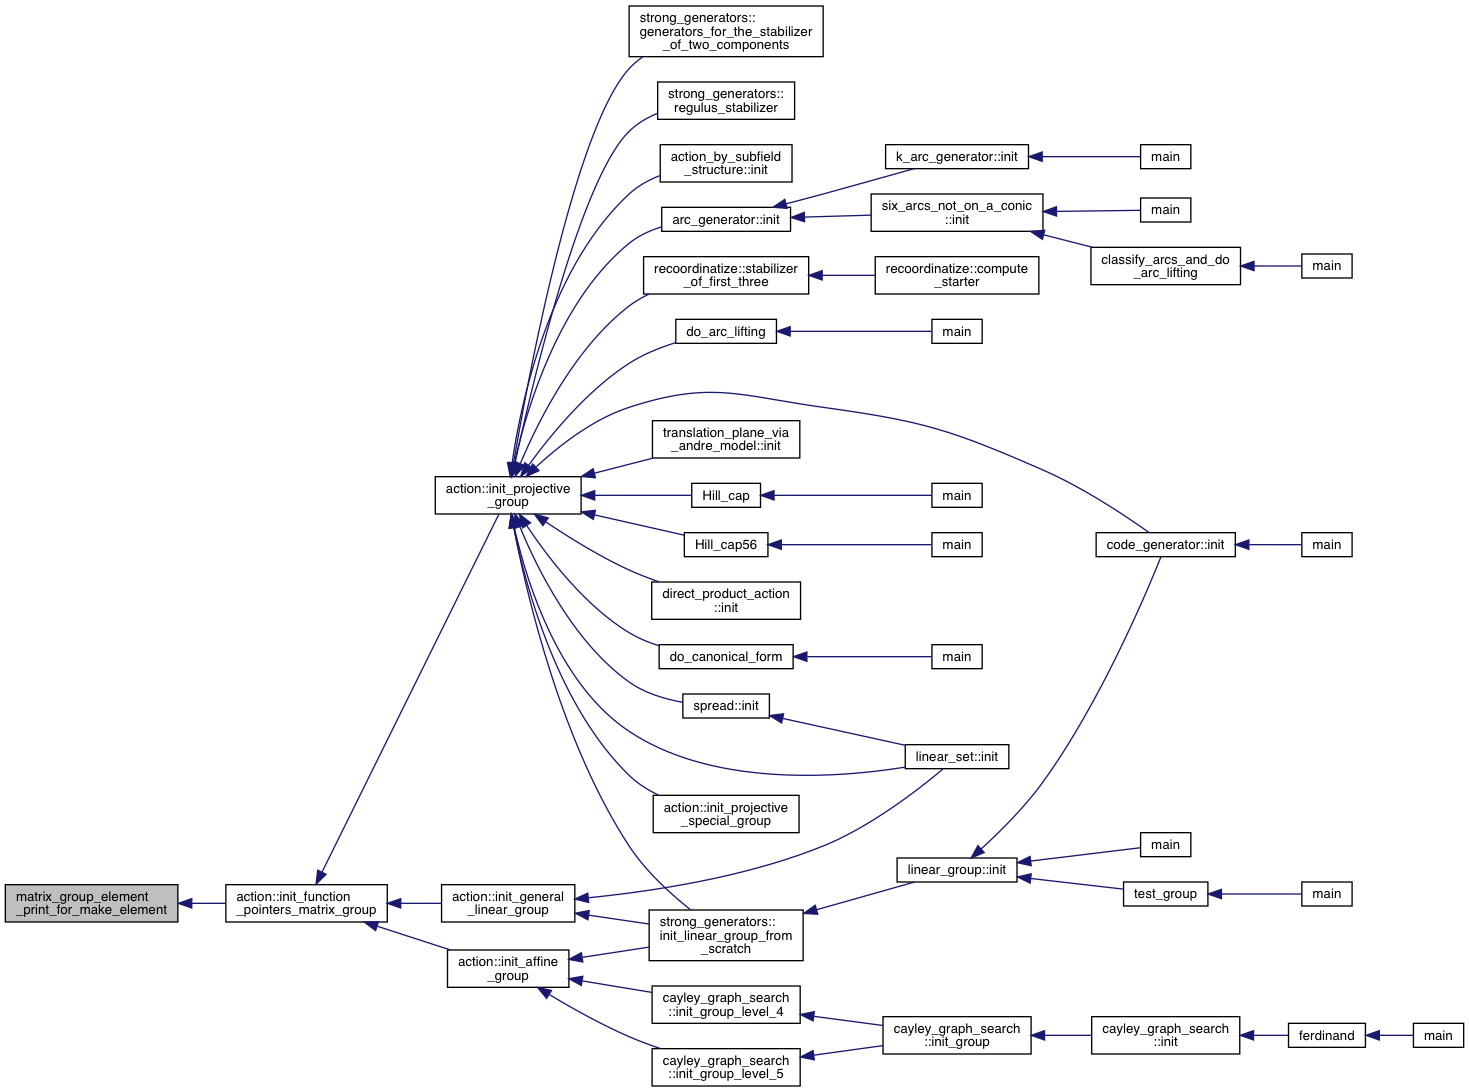 strong_generators::
generators_for_the_stabilizer
_of_two_components
strong_generators::
regulus_stabilizer
action_by_subfield
_structure::init
k_arc_generator::init
main
arc_generator::init
six_arcs_not_on_a_conic
::init
main
classify_arcs_and_do
_arc_lifting
main
recoordinatize::stabilizer
_of_first_three
recoordinatize::compute
_starter
do_arc_lifting
main
translation_plane_via
_andre_model::init
action::init_projective
_group
Hill_cap
main
Hill_cap56
main
code_generator::init
main
direct_product_action
::init
do_canonical_form
main
spread::init
linear_set::init
action::init_projective
_special_group
linear_group::init
main
test_group
main
matrix_group_element
_print_for_make_element
action::init_function
_pointers_matrix_group
action::init_general
_linear_group
strong_generators::
init_linear_group_from
_scratch
action::init_affine
_group
cayley_graph_search
::init_group_level_4
cayley_graph_search
::init_group
cayley_graph_search
::init
ferdinand
main
cayley_graph_search
::init_group_level_5